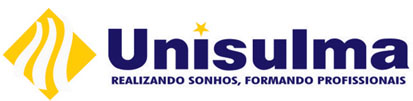 Unisulma
REALIZANDO SONHOS, FORMANDO PROFISSIONAIS